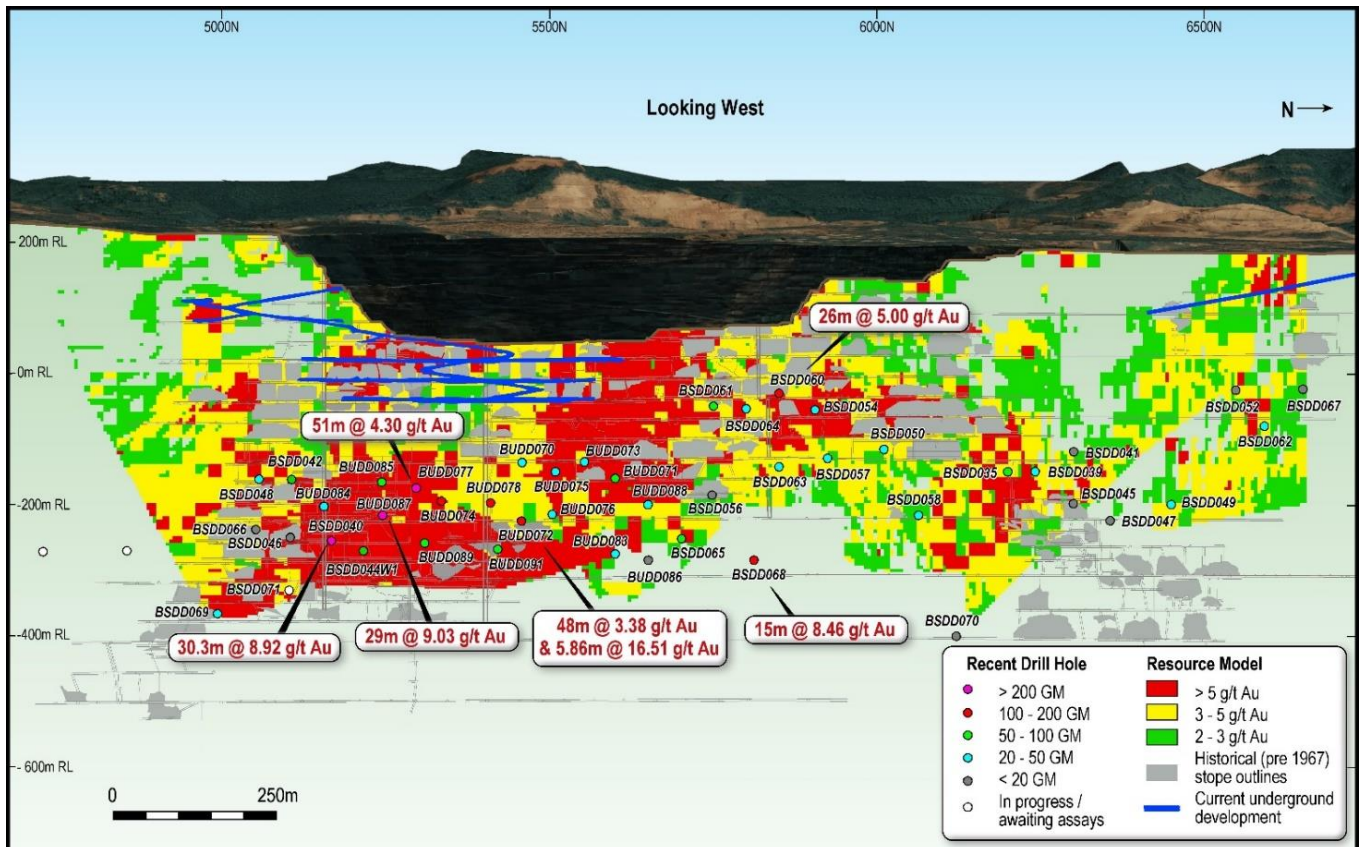 5000N
5500N
6000N
6500N
Looking West
N
200m RL
0m RL
-200m RL
-400m RL
- 600m RL
26m @ 5.00 g/t Au
BSDD061
BSDD060
BSDD064
BSDD054
BSDD052
BSDD067
51m @ 4.30 g/t Au
BSDD062
BSDD042
BUDD085
BUDD077
BUDD070
BUDD073
BSDD050
BSDD041
BSDD048
BUDD084
BUDD087
BUDD078
BUDD075
BUDD071
BSDD063
BSDD057
BSDD035
BSDD039
BSDD066
BSDD040
BUDD074
BUDD076
BUDD088
BSDD056
BSDD058
BSDD045
BSDD049
BSDD046
BUDD072
BSDD047
BSDD044W1
BUDD089
BUDD091
BUDD083
BSDD065
BSDD071
BUDD086
BSDD068
BSDD069
BSDD070
30.3m @ 8.92 g/t Au
29m @ 9.03 g/t Au
48m @ 3.38 g/t Au
& 5.86m @ 16.51 g/t Au
15m @ 8.46 g/t Au
0
250m
Recent Drill Hole
> 200 GM
100 - 200 GM
50 - 100 GM
20 - 50 GM
< 20 GM
In progress /
awaiting assays
Resource Model
> 5 g/t Au
3 - 5 g/t Au
2 - 3 g/t Au
Historical (pre 1967)
stope outlines
Current underground
development